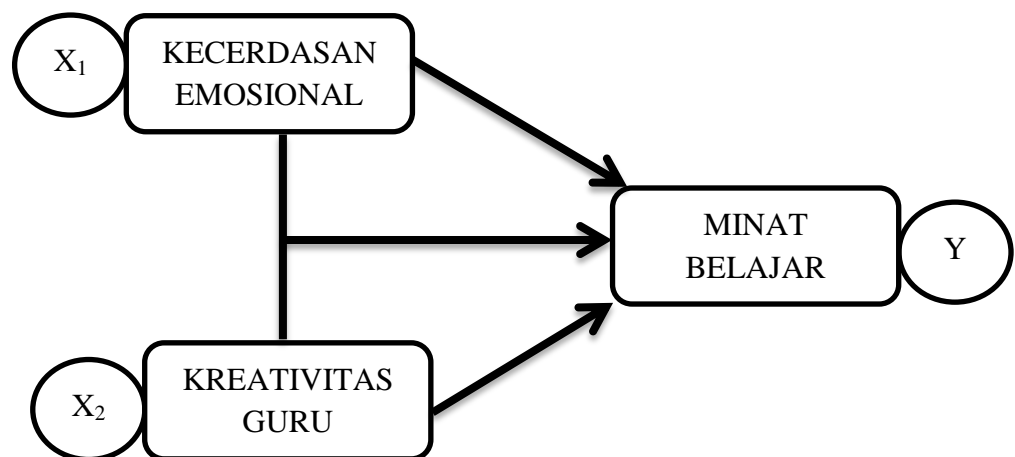 X₁
KECERDASAN
EMOSIONAL
MINAT
BELAJAR
Y
X₂
KREATIVITAS
GURU